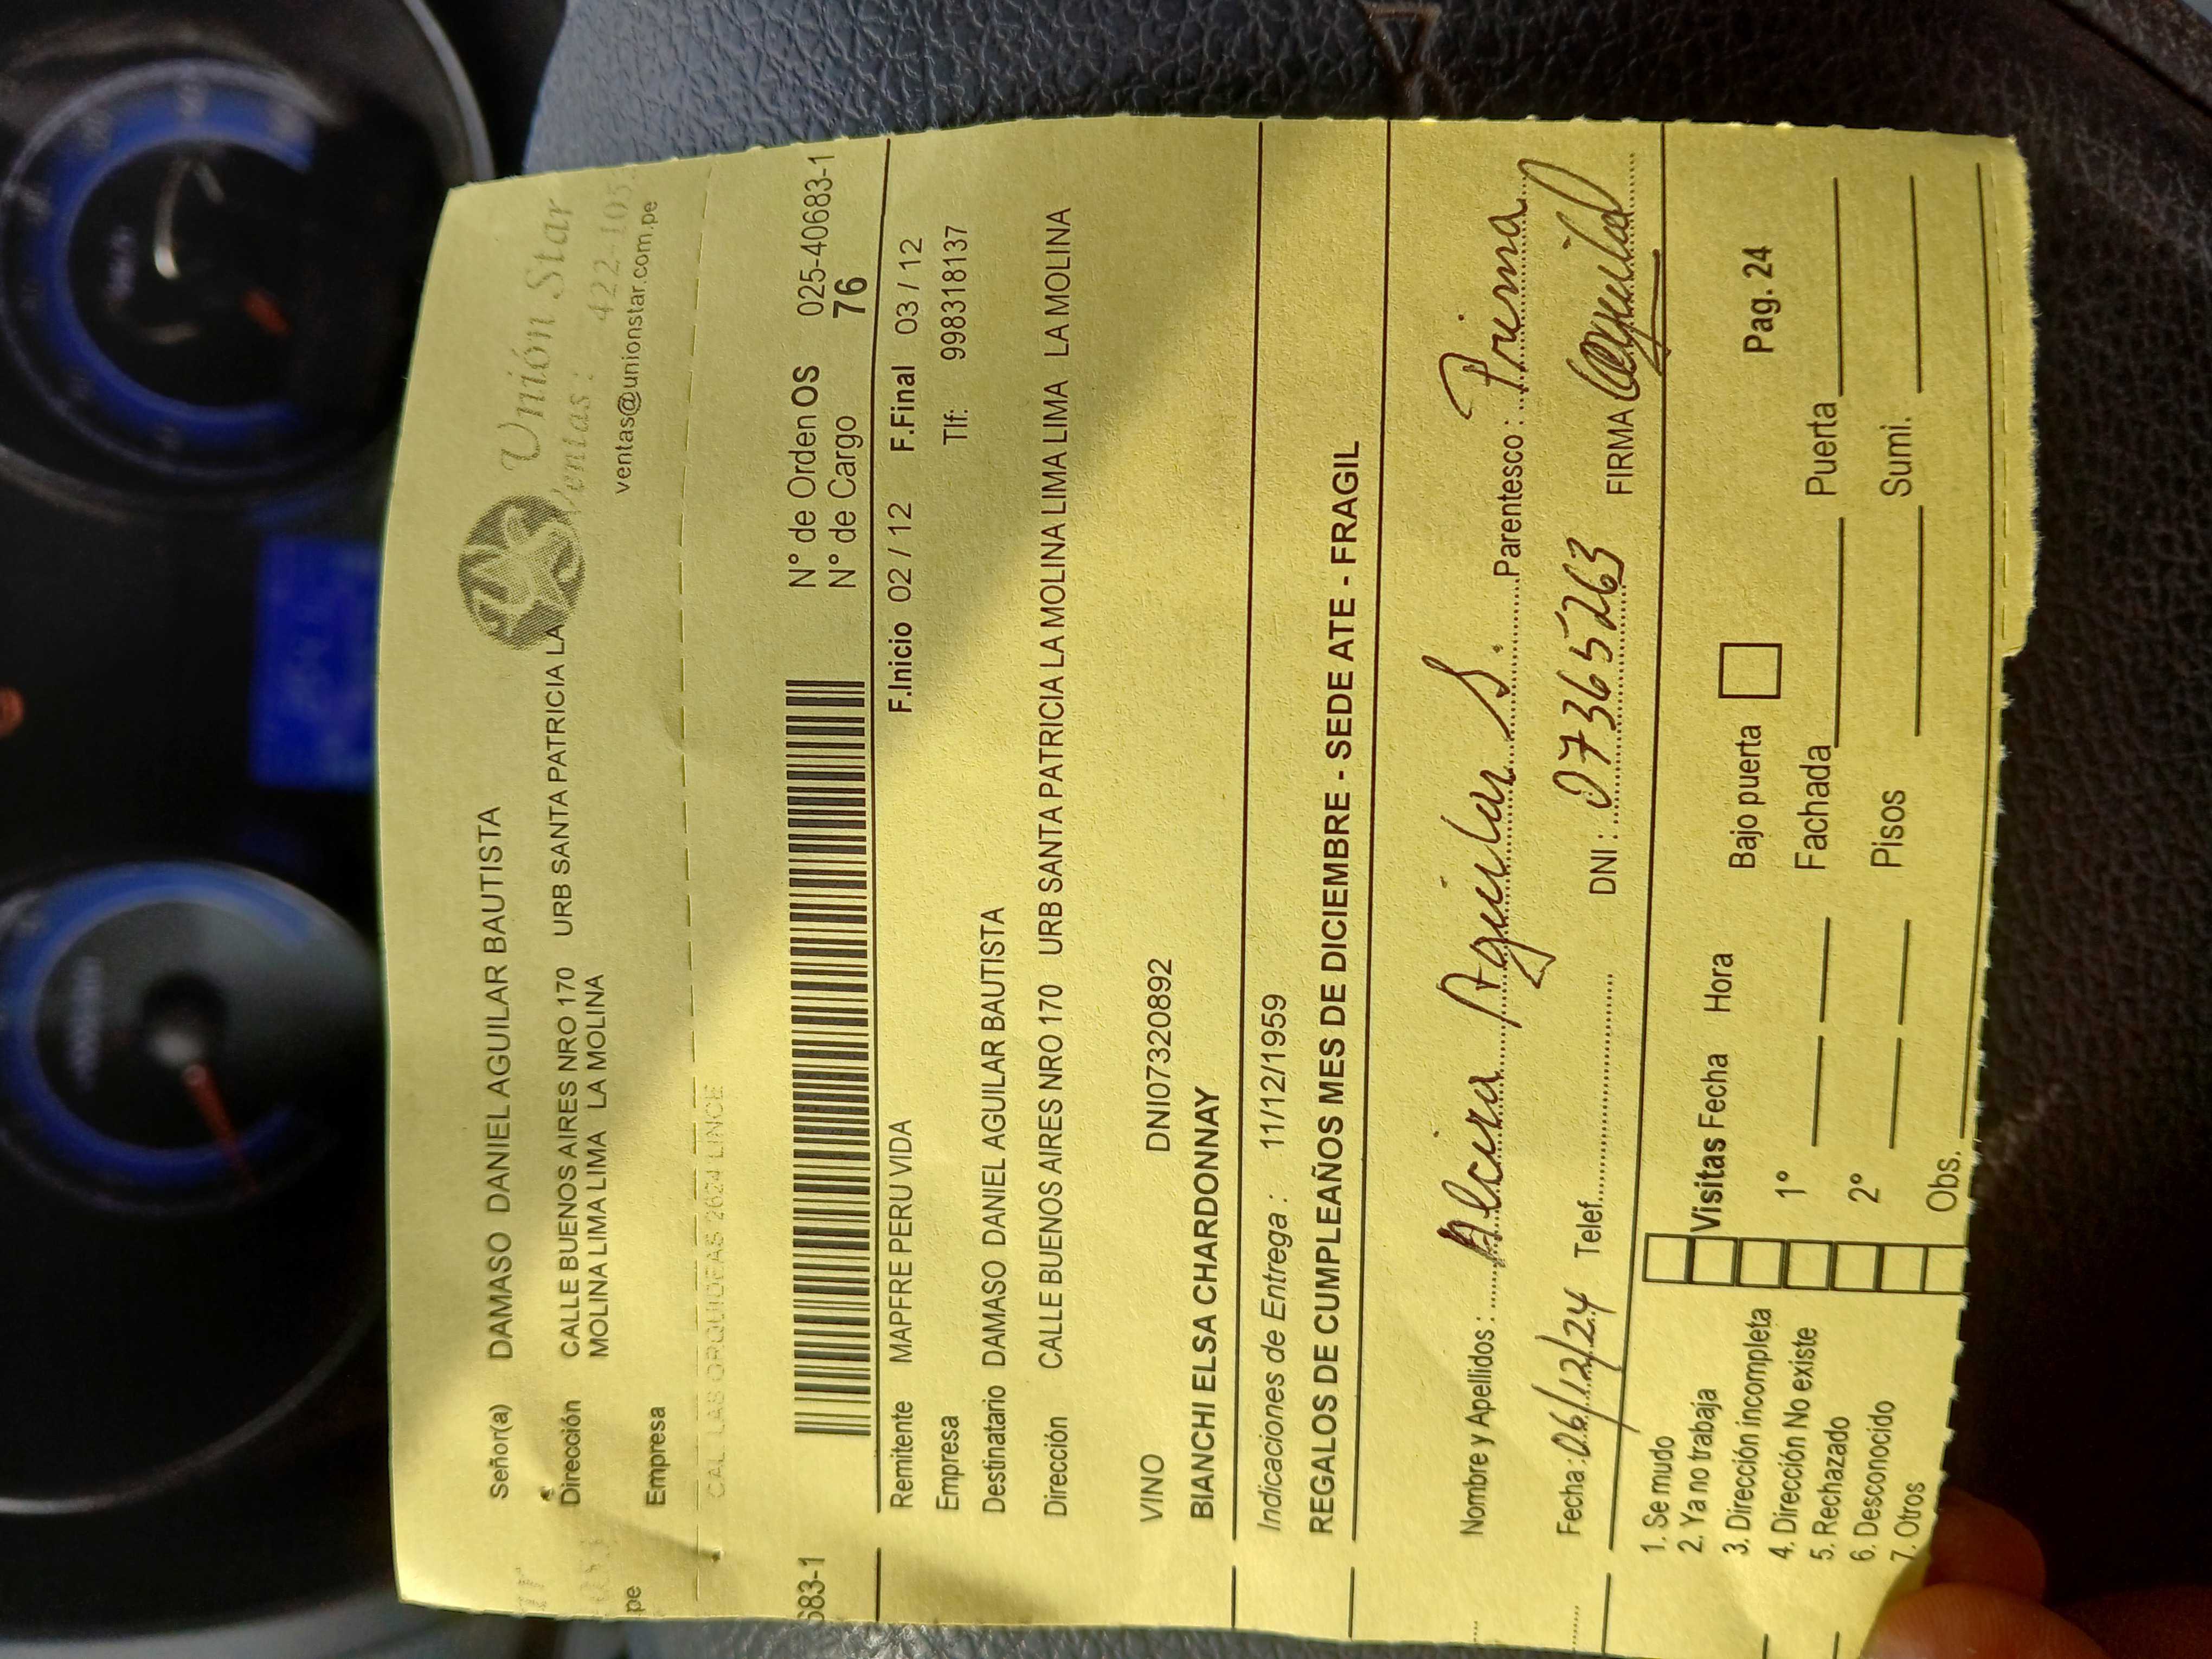 Señor(a) DAMASO DANIEL AGUILAR BAUTISTA
Unión Star
Dirección CALLE BUENOS AIRES NRO 170 URB SANTA PATRICIA LA
Ventas : 422-105
MOLINA LIMA LIMA LA MOLINA
pe
ventas@unionstar.com.pe
Empresa
CAL. LAS ORQUIDEAS 2624 LINCE
683-1
N° de Orden OS 025-40683-1
N° de Cargo 76
Remitente MAPFRE PERU VIDA F.Inicio 02 / 12 F.Final 03 / 12
Empresa Tlf: 998318137
Destinatario DAMASO DANIEL AGUILAR BAUTISTA
Dirección CALLE BUENOS AIRES NRO 170 URB SANTA PATRICIA LA MOLINA LIMA LIMA LA MOLINA
VINO DNI07320892
BIANCHI ELSA CHARDONNAY
Indicaciones de Entrega : 11/12/1959
REGALOS DE CUMPLEAÑOS MES DE DICIEMBRE - SEDE ATE - FRAGIL
Nombre y Apellidos : Alcira Aguilar S. Parentesco : Prima
Fecha: 06/12/24 Telef. DNI : 07365263 FIRMA
1. Se mudo
2. Ya no trabaja Visitas Fecha Hora Bajo puerta Pag. 24
3. Dirección incompleta
4. Dirección No existe 1° Fachada Puerta
5. Rechazado
6. Desconocido 2° Pisos Sumi.
7. Otros Obs.